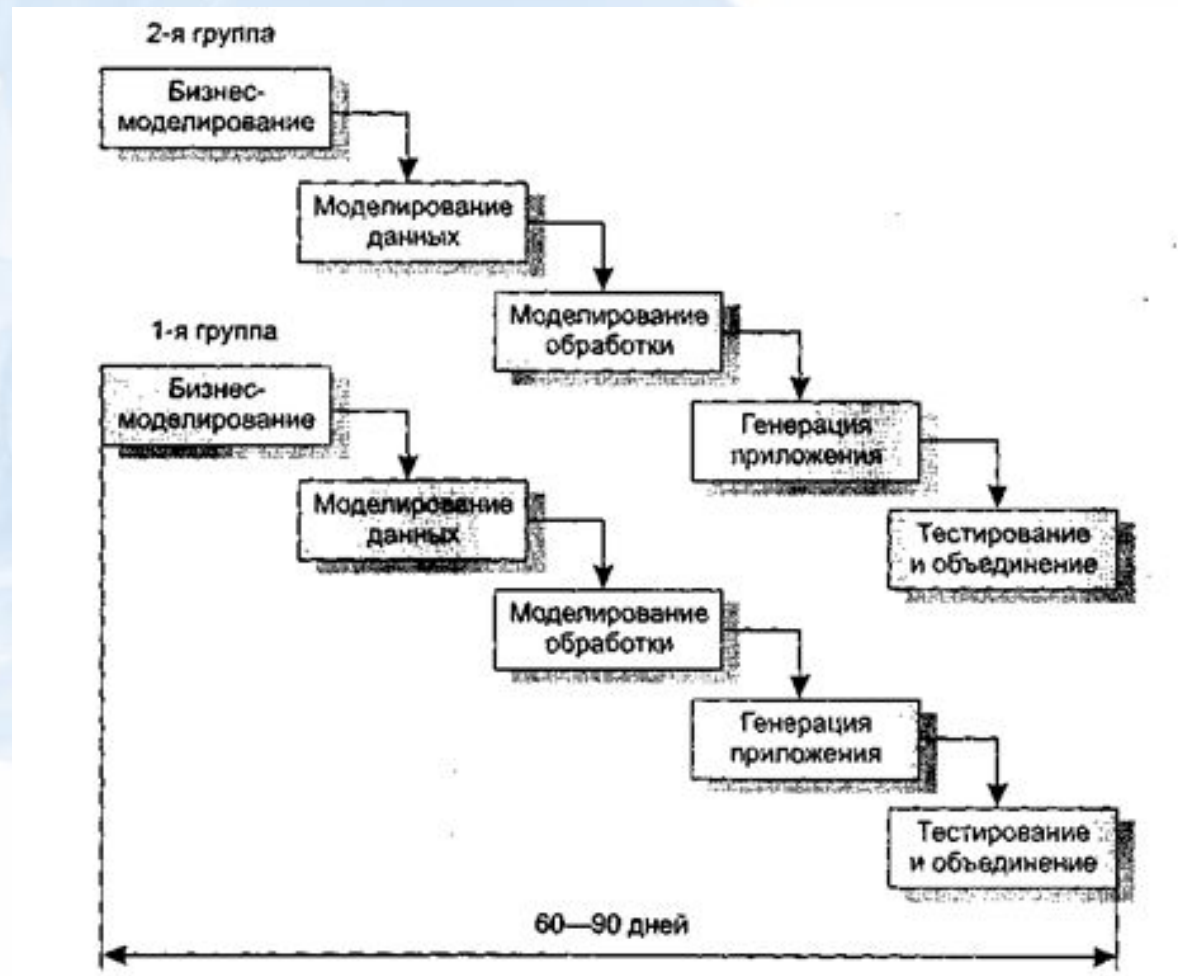 2-я группа
Бизнес-
моделирование
Моделирование
данных
Моделирование
обработки
Генерация
приложения
Тестирование
и объединение
1-я группа
Бизнес-
моделирование
Моделирование
данных
Моделирование
обработки
Генерация
приложения
Тестирование
и объединение
60—90 дней